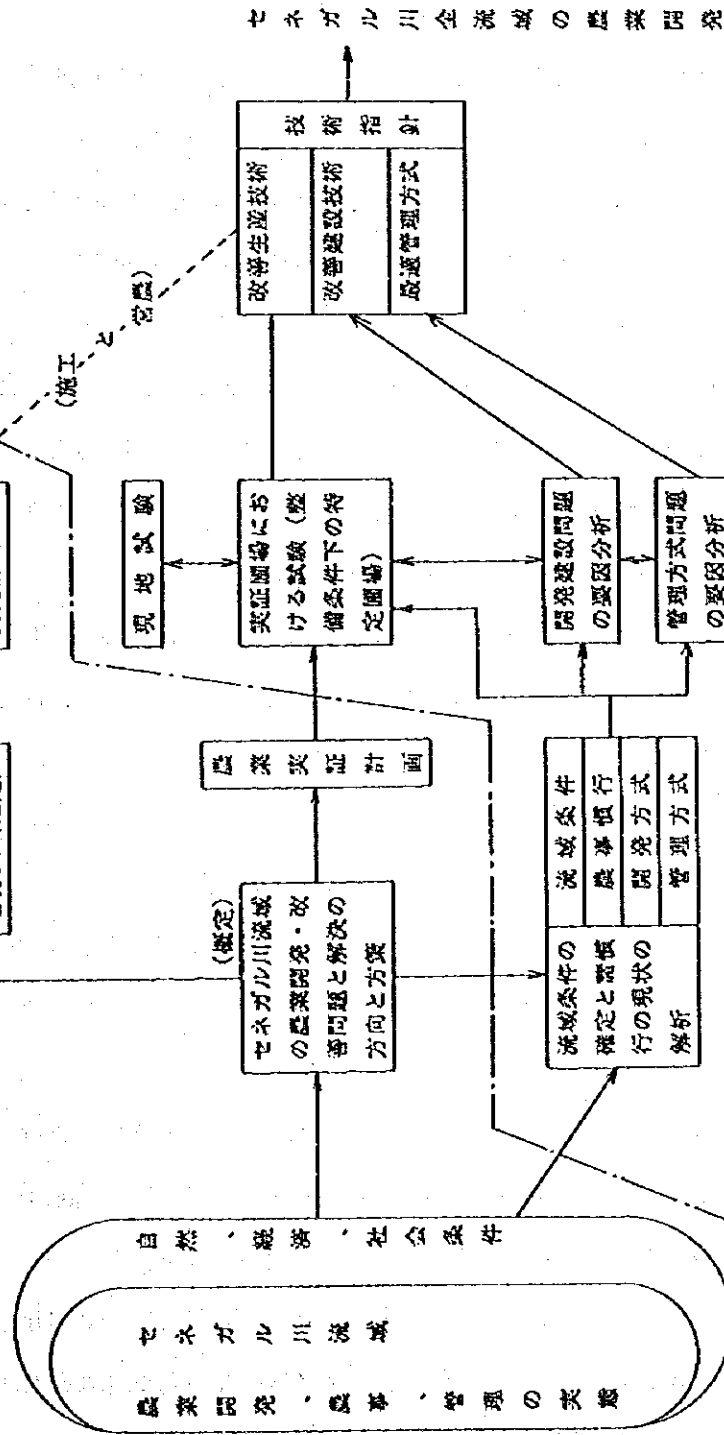 セネガル川全流域の農業開発
技術指針
改善生産技術
改善建設技術
最適管理方式
(施工と営農)
現地試験
実証圃場にお
ける試験(整
備条件下の特
定圃場)
開発建設問題
の要因分析
管理方式問題
の要因分析
農業実証計画
(概定)
セネガル川流域
の農業開発・改
善問題と解決の
方向と方策
流域条件
農事慣行
開発方式
管理方式
流域条件の
確定と諸慣
行の現状の
解析
自然、経済、社会条件
セネガル川流域
農業開発、農事、管理の実態